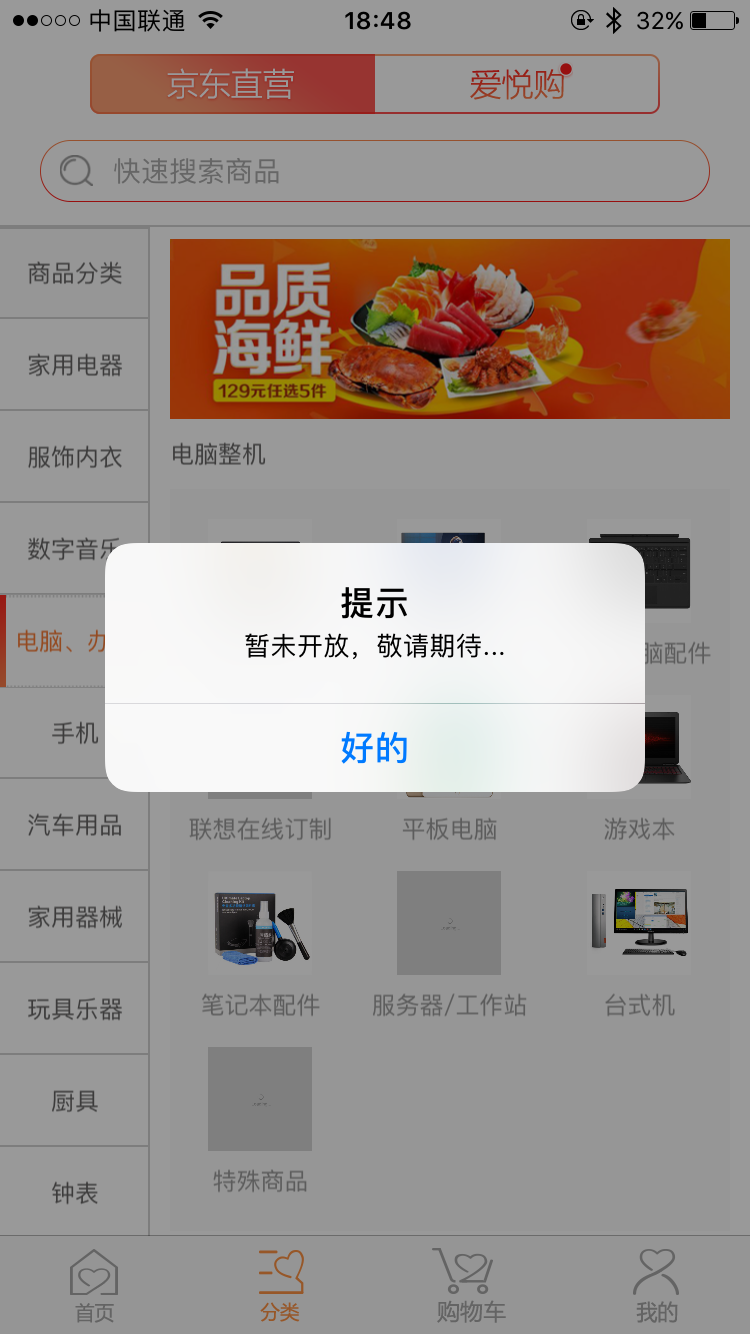 中国联通 18:48 32%
京东直营 爱悦购
快速搜索商品
商品分类
家用电器
服饰内衣
数字音乐
电脑、办
手机
汽车用品
家用器械
玩具乐器
厨具
钟表
品质
海鲜
129元任选5件
电脑整机
脑配件
提示
暂未开放，敬请期待...
好的
联想在线订制 平板电脑 游戏本
笔记本配件 服务器/工作站 台式机
特殊商品
首页 分类 购物车 我的